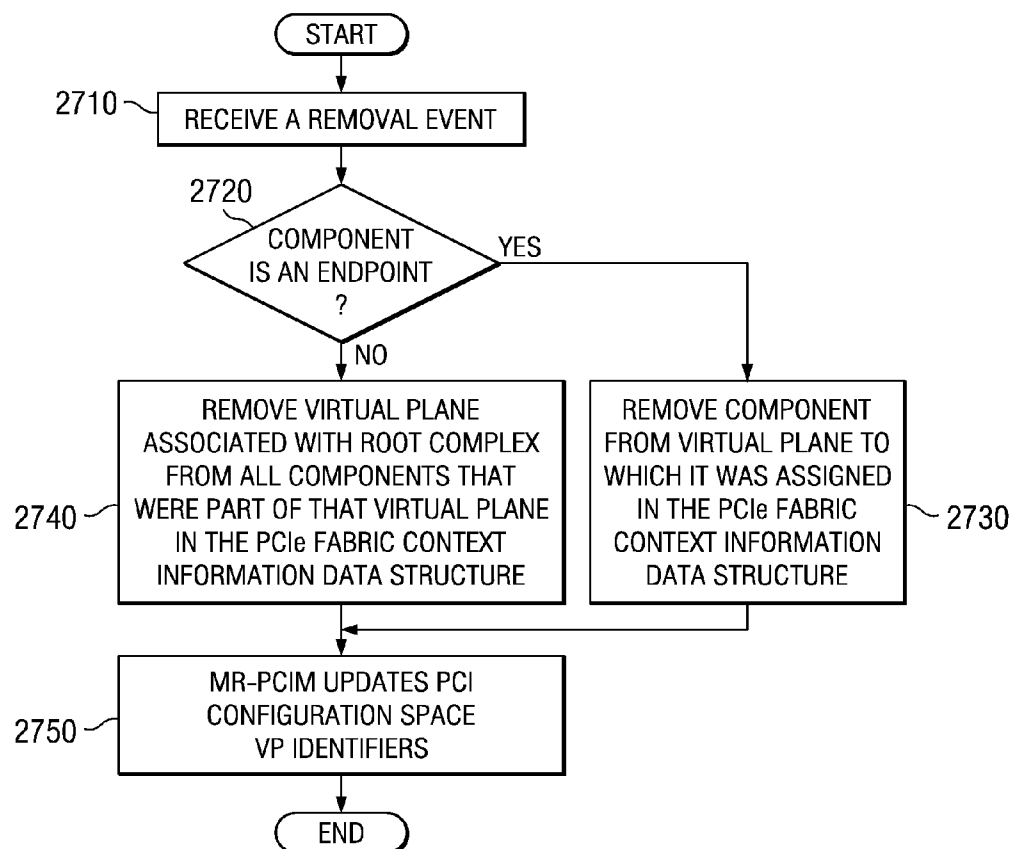 START
2710
RECEIVE A REMOVAL EVENT
2720
COMPONENT
IS AN ENDPOINT
?
YES
NO
REMOVE VIRTUAL PLANE
ASSOCIATED WITH ROOT COMPLEX
FROM ALL COMPONENTS THAT
WERE PART OF THAT VIRTUAL PLANE
IN THE PCIe FABRIC CONTEXT
INFORMATION DATA STRUCTURE
2740
REMOVE COMPONENT
FROM VIRTUAL PLANE TO
WHICH IT WAS ASSIGNED
IN THE PCIe FABRIC
CONTEXT INFORMATION
DATA STRUCTURE
2730
MR-PCIM UPDATES PCI
CONFIGURATION SPACE
VP IDENTIFIERS
2750
END